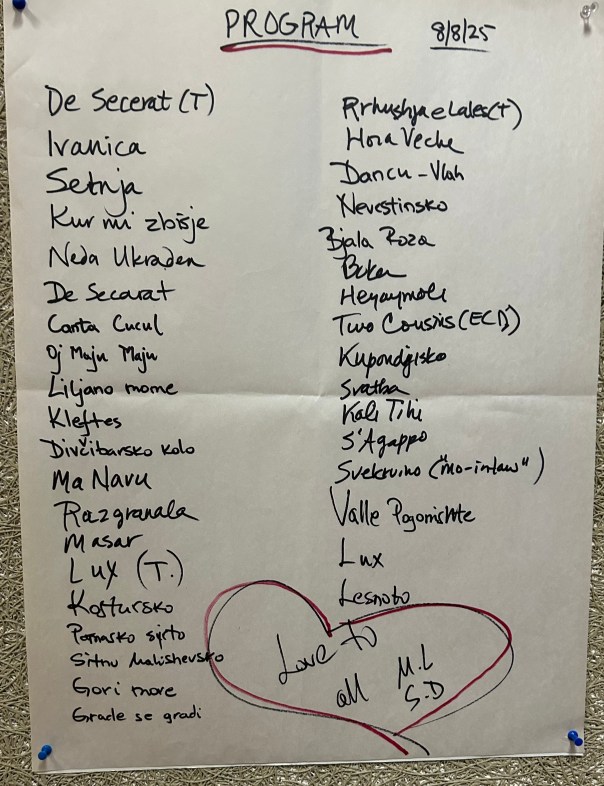 PROGRAM
8/8/25
De Secerat (T)
Ivanica
Setnja
Kur mi zbisje
Neda Ukraden
De Secarat
Canta Cucul
Oj Maju Maju
Liljano mome
Kleftes
Divčibarsko kolo
Ma Navu
Razgranala
Masar
Lux (T.)
Kostursko
Pomasko sirto
Sitnu Malishevsko
Gori more
Grade se gradi
Rrhushja e Lales (T)
Hora Veche
Dancu-Vlah
Nevestinsko
Bjala Roza
Heyaymoli
Two Cousins (ECD)
Kupondjisko
Svatba
Kali Tihi
S'Agappo
Svekrvino ("mo-in-law")
Valle Pogonishte
Lux
Lesnoto
Love to
all
M.L
S.D